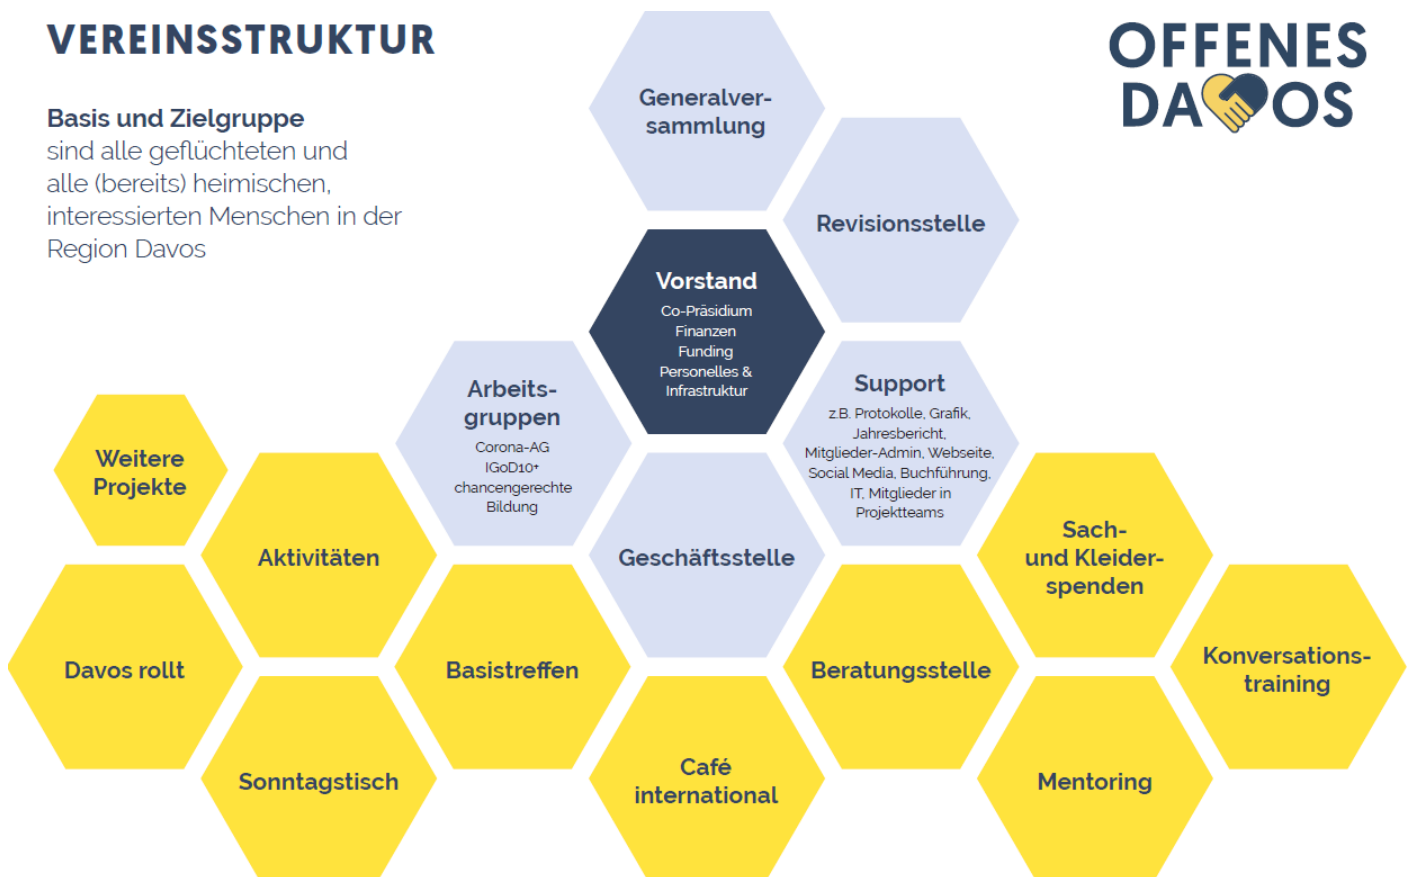 VEREINSSTRUKTUR
Basis und Zielgruppe
sind alle geflüchteten und
alle (bereits) heimischen,
interessierten Menschen in der
Region Davos
OFFENES
DAVOS
Generalver-
sammlung
Revisionsstelle
Vorstand
Co-Präsidium
Finanzen
Funding
Personelles &
Infrastruktur
Arbeits-
gruppen
Corona-AG
IGoD10+
chancengerechte
Bildung
Support
z.B. Protokolle, Grafik,
Jahresbericht,
Mitglieder-Admin, Webseite,
Social Media, Buchführung,
IT, Mitglieder in
Projektteams
Weitere
Projekte
Aktivitäten
Geschäftsstelle
Sach-
und Kleider-
spenden
Davos rollt
Basistreffen
Beratungsstelle
Konversations-
training
Sonntagstisch
Café
international
Mentoring